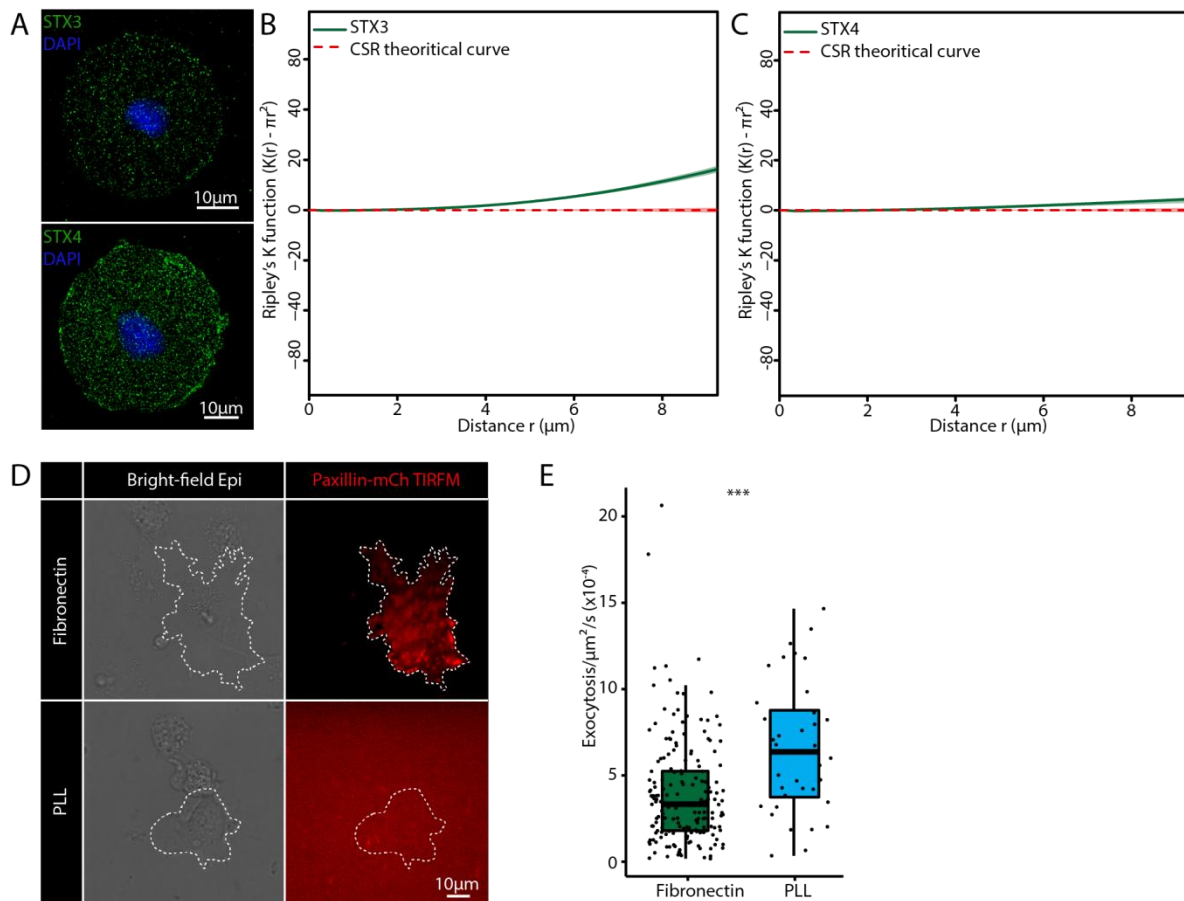 A
STX3
DAPI
10μm
STX4
DAPI
10μm
B
STX3
CSR theoritical curve
Ripley's K function (K(r) - πr²)
80
40
20
0
−20
−40
−80
0
2
4
6
8
Distance r (μm)
C
STX4
CSR theoritical curve
Ripley's K function (K(r) - πr²)
80
40
20
0
−20
−40
−80
0
2
4
6
8
Distance r (μm)
D
Bright-field Epi
Paxillin-mCh TIRFM
Fibronectin
PLL
10μm
E
***
Exocytosis/μm²/s (x10⁻⁴)
20
15
10
5
0
Fibronectin
PLL